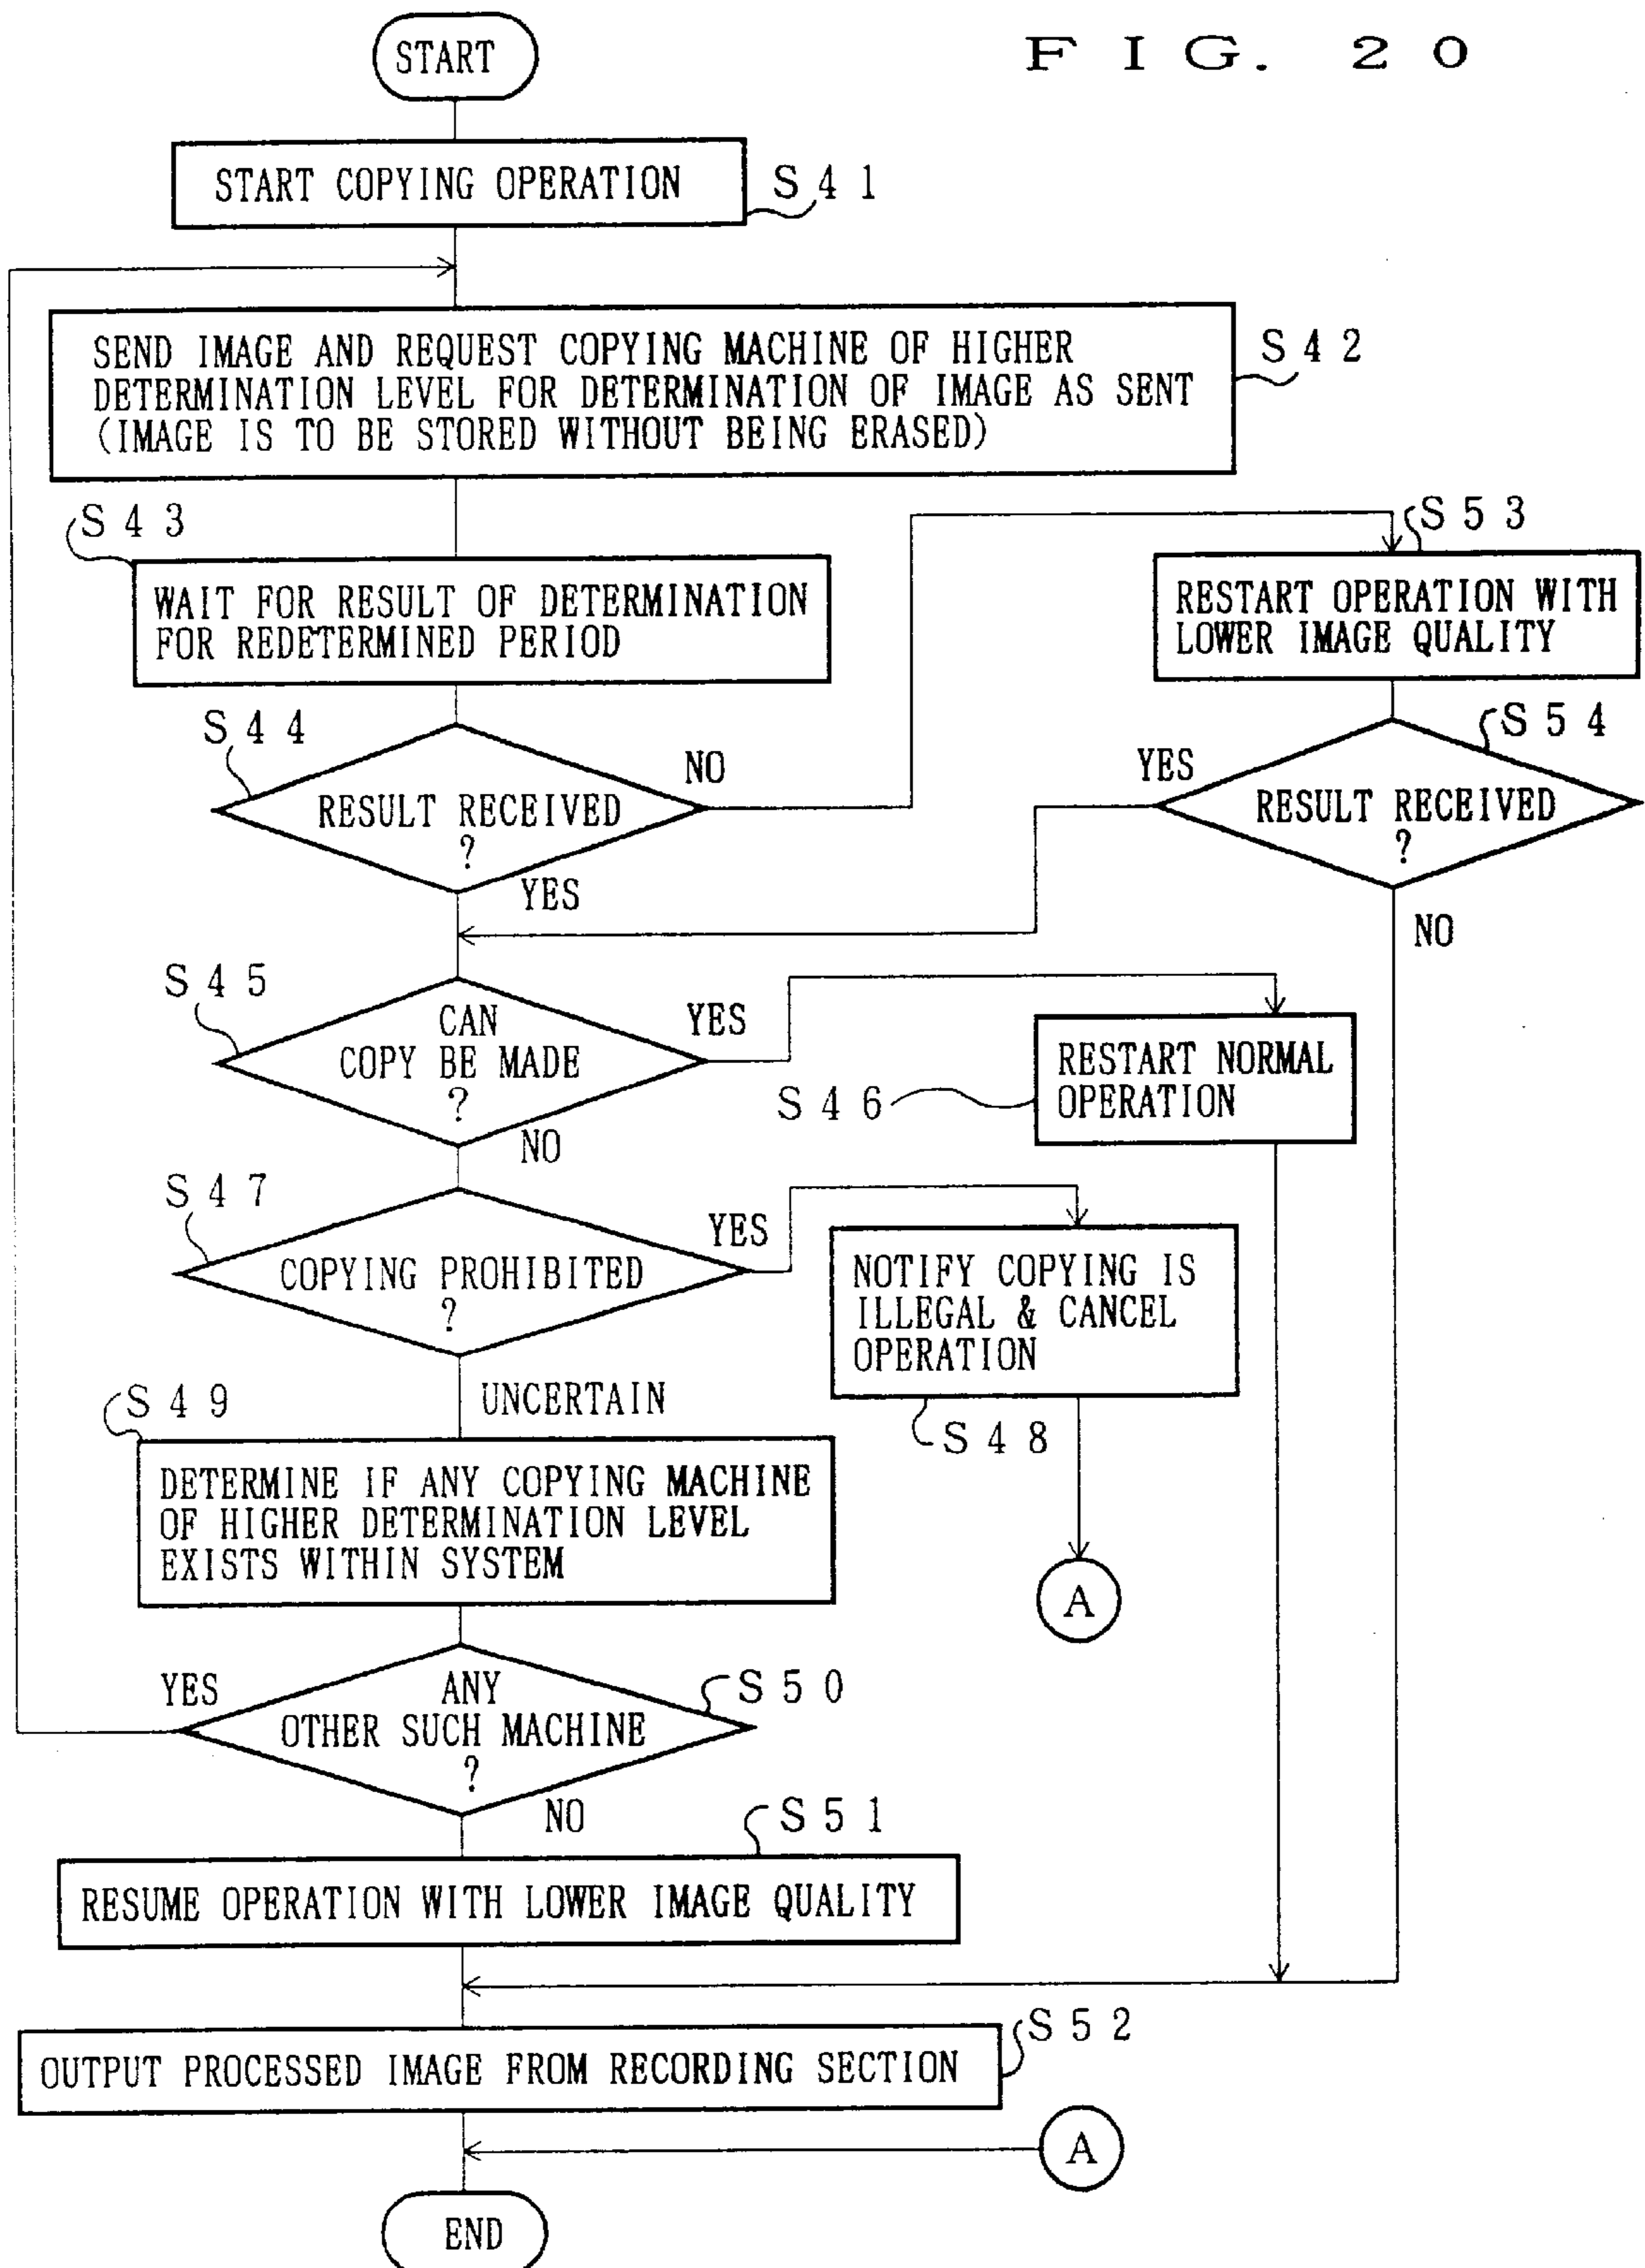 START
F I G. 2 0
START COPYING OPERATION
S 4 1
SEND IMAGE AND REQUEST COPYING MACHINE OF HIGHER
DETERMINATION LEVEL FOR DETERMINATION OF IMAGE AS SENT
(IMAGE IS TO BE STORED WITHOUT BEING ERASED)
S 4 2
S 4 3
WAIT FOR RESULT OF DETERMINATION
FOR REDETERMINED PERIOD
S 5 3
RESTART OPERATION WITH
LOWER IMAGE QUALITY
S 4 4
RESULT RECEIVED
?
NO
YES
S 5 4
YES
RESULT RECEIVED
?
NO
S 4 5
CAN
COPY BE MADE
?
YES
NO
S 4 6
RESTART NORMAL
OPERATION
S 4 7
COPYING PROHIBITED
?
YES
UNCERTAIN
NOTIFY COPYING IS
ILLEGAL & CANCEL
OPERATION
S 4 8
S 4 9
DETERMINE IF ANY COPYING MACHINE
OF HIGHER DETERMINATION LEVEL
EXISTS WITHIN SYSTEM
A
YES
ANY
OTHER SUCH MACHINE
?
S 5 0
NO
S 5 1
RESUME OPERATION WITH LOWER IMAGE QUALITY
S 5 2
OUTPUT PROCESSED IMAGE FROM RECORDING SECTION
A
END